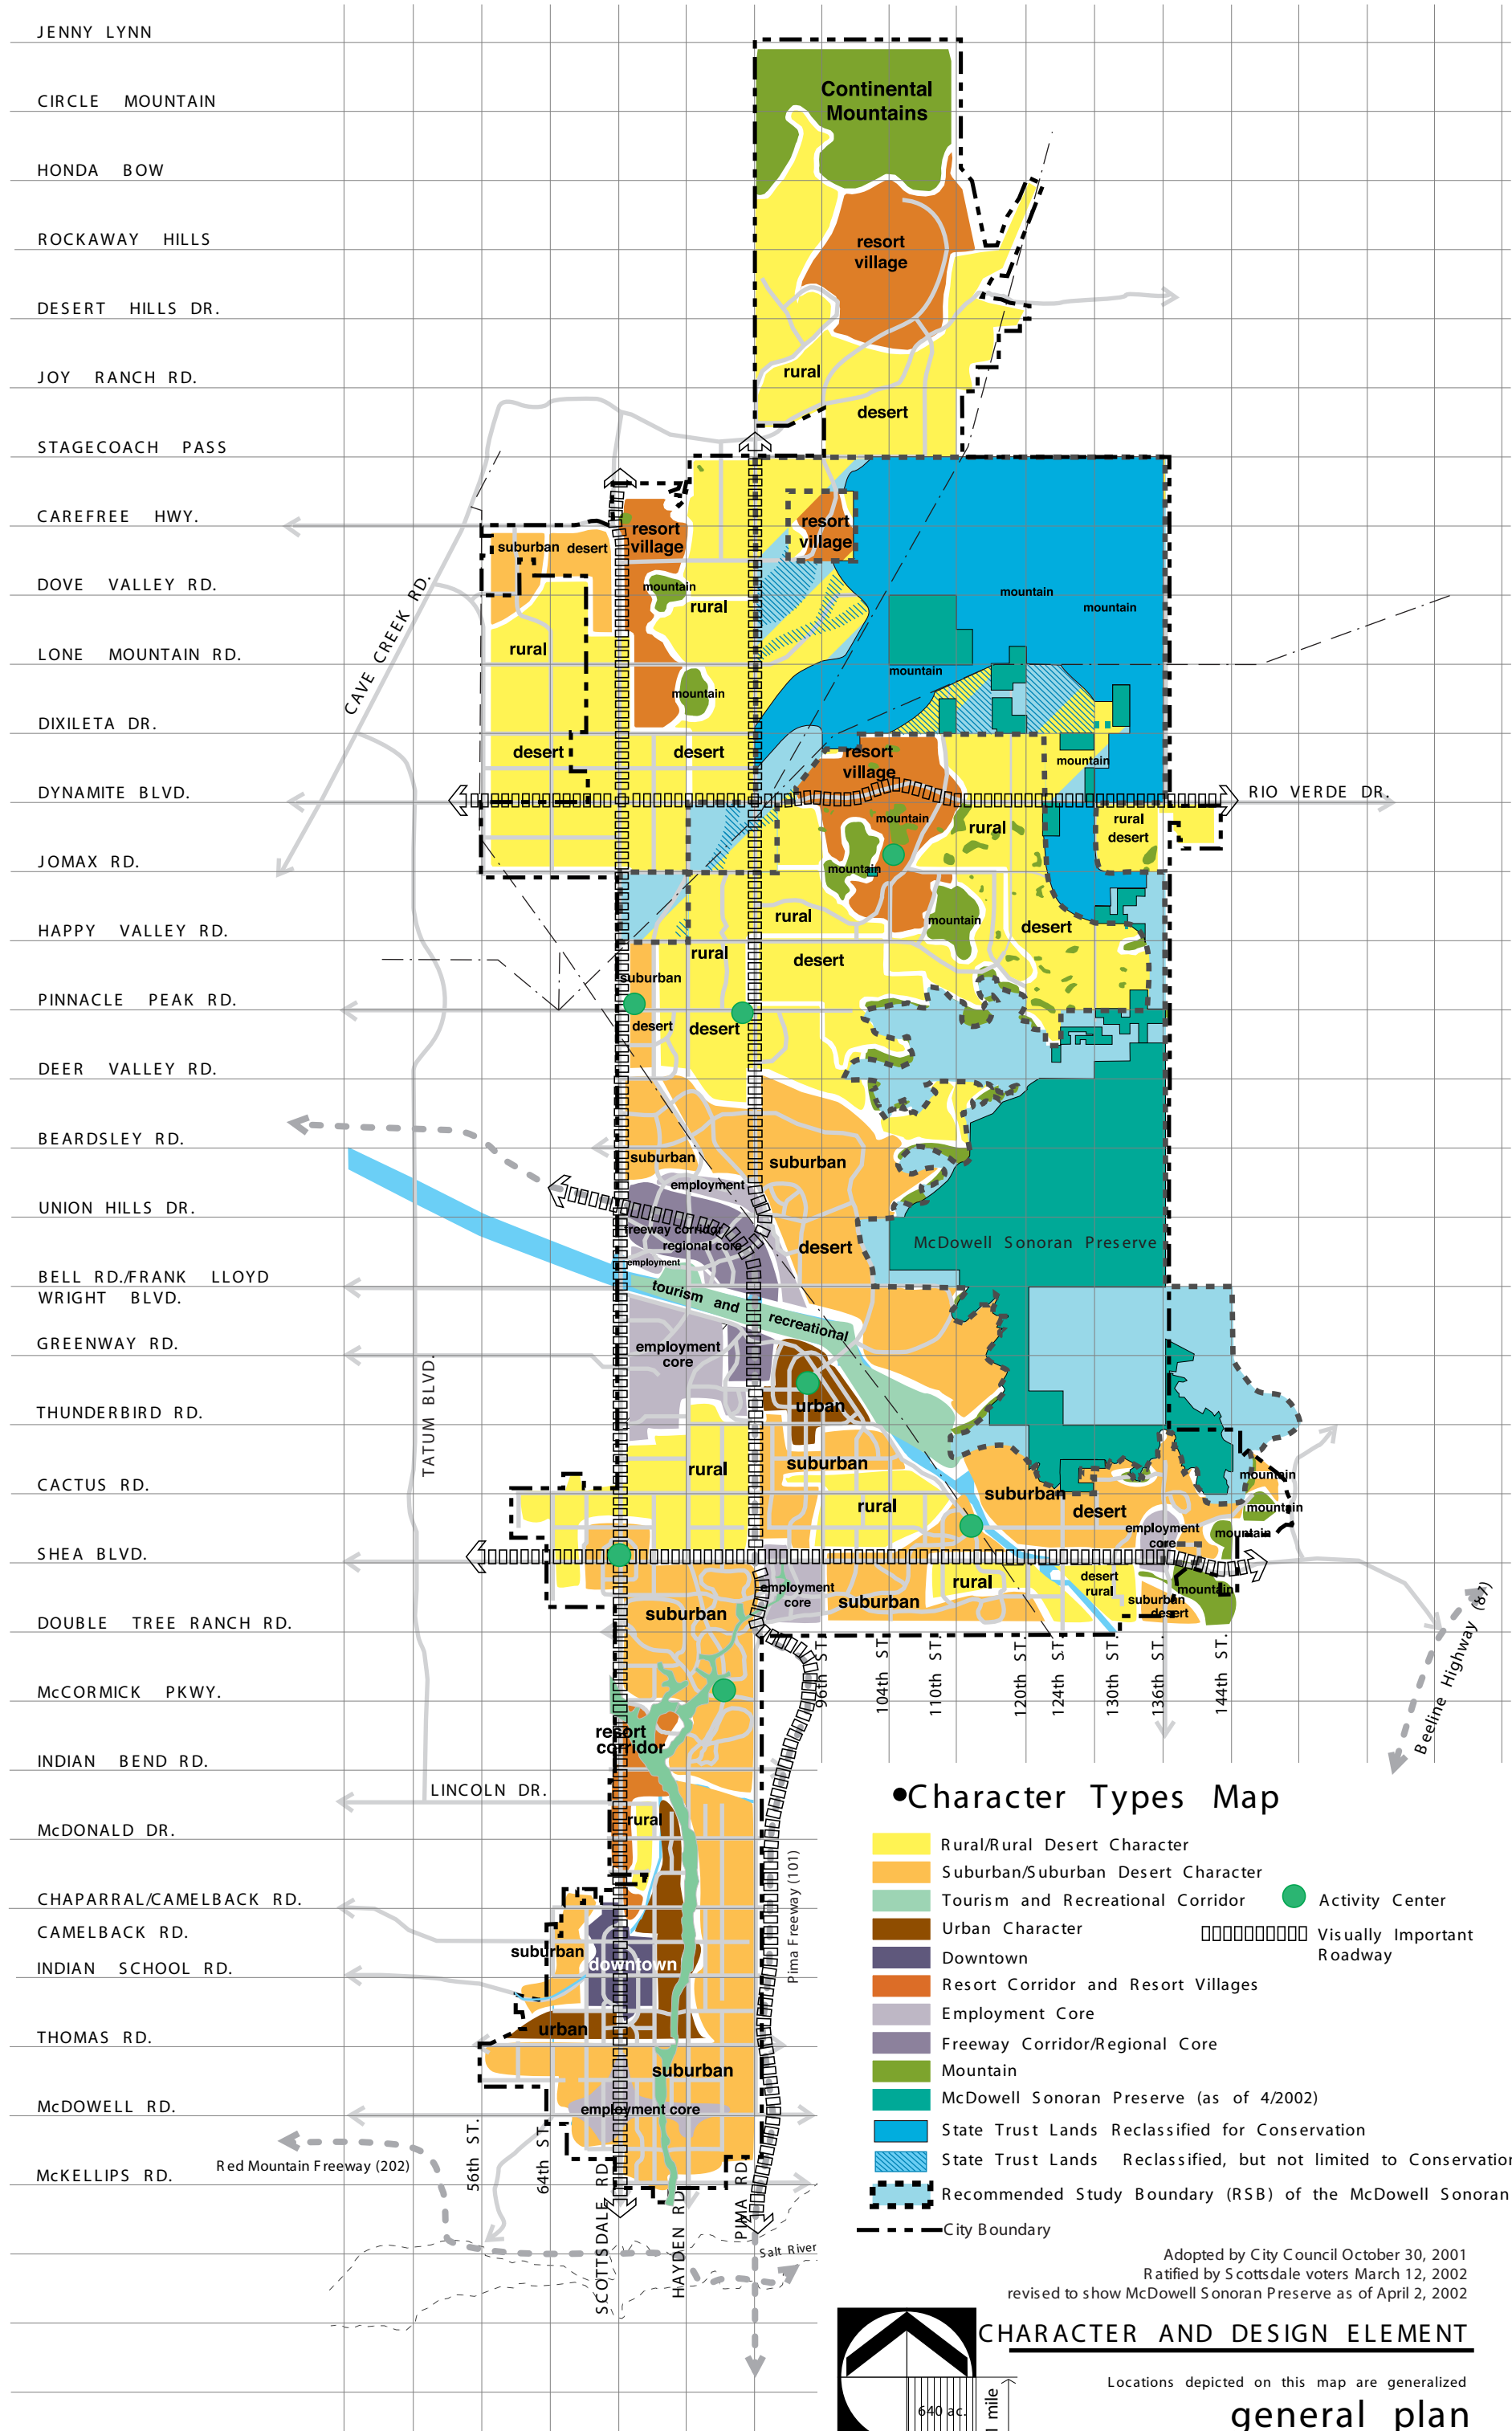 JENNY LYNN
CIRCLE MOUNTAIN
HONDA BOW
ROCKAWAY HILLS
DESERT HILLS DR.
JOY RANCH RD.
STAGECOACH PASS
CAREFREE HWY.
DOVE VALLEY RD.
LONE MOUNTAIN RD.
DIXILETA DR.
DYNAMITE BLVD.
JOMAX RD.
HAPPY VALLEY RD.
PINNACLE PEAK RD.
DEER VALLEY RD.
BEARDSLEY RD.
UNION HILLS DR.
BELL RD./FRANK LLOYD
WRIGHT BLVD.
GREENWAY RD.
THUNDERBIRD RD.
CACTUS RD.
SHEA BLVD.
DOUBLE TREE RANCH RD.
McCORMICK PKWY.
INDIAN BEND RD.
LINCOLN DR.
McDONALD DR.
CHAPARRAL/CAMELBACK RD.
CAMELBACK RD.
INDIAN SCHOOL RD.
THOMAS RD.
McDOWELL RD.
McKELLIPS RD.
Continental
Mountains
resort
village
rural
desert
resort
village
resort
village
suburban desert
mountain
rural
rural
mountain
mountain
mountain
mountain
desert
desert
resort
village
mountain
RIO VERDE DR.
CAVE CREEK RD.
mountain
rural
rural
desert
mountain
rural
mountain
desert
rural
desert
suburban
desert
desert
suburban
suburban
employment
freeway corridor
regional core
employment
desert
McDowell Sonoran Preserve
tourism and
recreational
employment
core
urban
TATUM BLVD.
rural
suburban
rural
suburban
desert
mountain
mountain
mountain
employment
core
employment
core
suburban
rural
desert
rural
suburban
desert
mountain
suburban
96th ST.
104th ST.
110th ST.
120th ST.
124th ST.
130th ST.
136th ST.
144th ST.
Beeline Highway (87)
resort
corridor
rural
suburban
downtown
urban
suburban
employment core
Pima Freeway (101)
Red Mountain Freeway (202)
56th ST.
64th ST.
SCOTTSDALE RD.
HAYDEN RD.
PIMA RD.
Salt River
•Character Types Map
Rural/Rural Desert Character
Suburban/Suburban Desert Character
Tourism and Recreational Corridor
Urban Character
Downtown
Resort Corridor and Resort Villages
Employment Core
Freeway Corridor/Regional Core
Mountain
McDowell Sonoran Preserve (as of 4/2002)
State Trust Lands Reclassified for Conservation
State Trust Lands Reclassified, but not limited to Conservation
Recommended Study Boundary (RSB) of the McDowell Sonoran
City Boundary
Activity Center
Visually Important
Roadway
Adopted by City Council October 30, 2001
Ratified by Scottsdale voters March 12, 2002
revised to show McDowell Sonoran Preserve as of April 2, 2002
CHARACTER AND DESIGN ELEMENT
Locations depicted on this map are generalized
general plan
640 ac.
mile